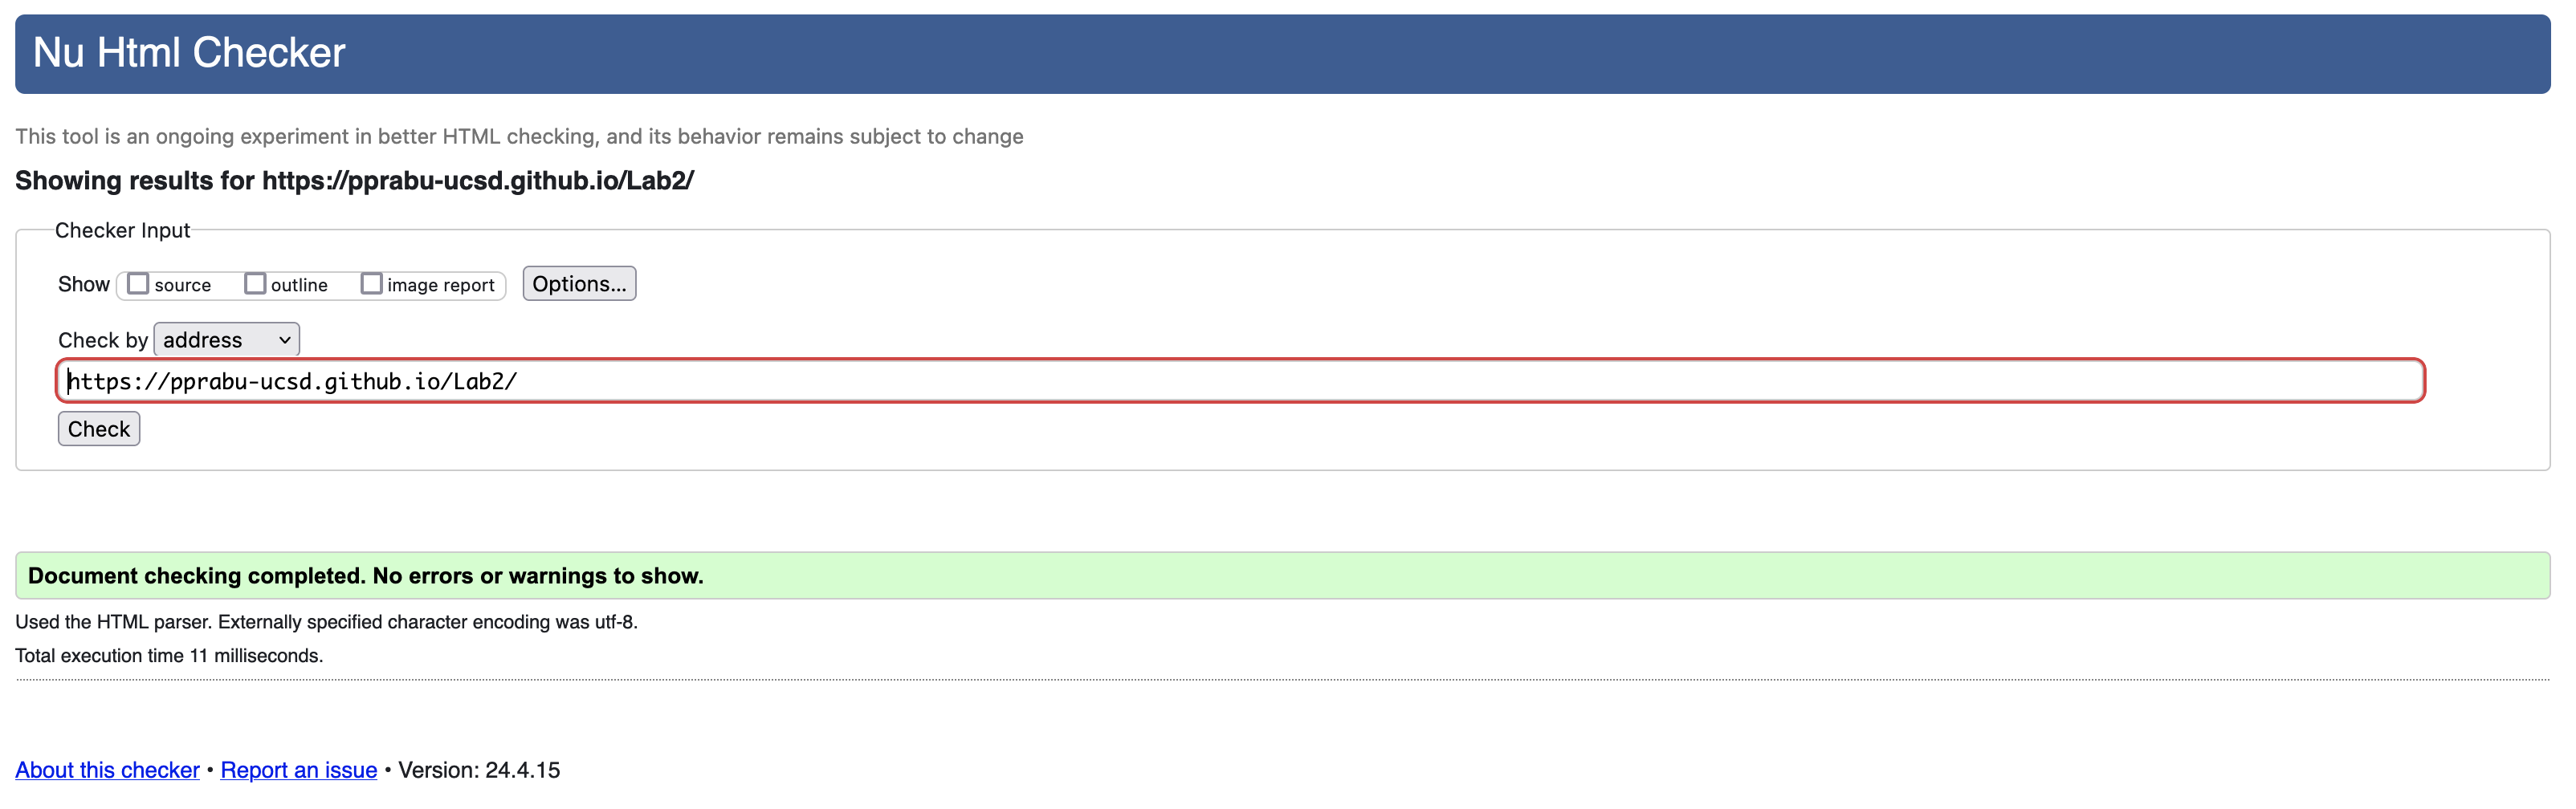 Nu Html Checker
This tool is an ongoing experiment in better HTML checking, and its behavior remains subject to change
Showing results for https://pprabu-ucsd.github.io/Lab2/
Checker Input
Show source outline image report Options...
Check by address
https://pprabu-ucsd.github.io/Lab2/
Check
Document checking completed. No errors or warnings to show.
Used the HTML parser. Externally specified character encoding was utf-8.
Total execution time 11 milliseconds.
About this checker • Report an issue • Version: 24.4.15